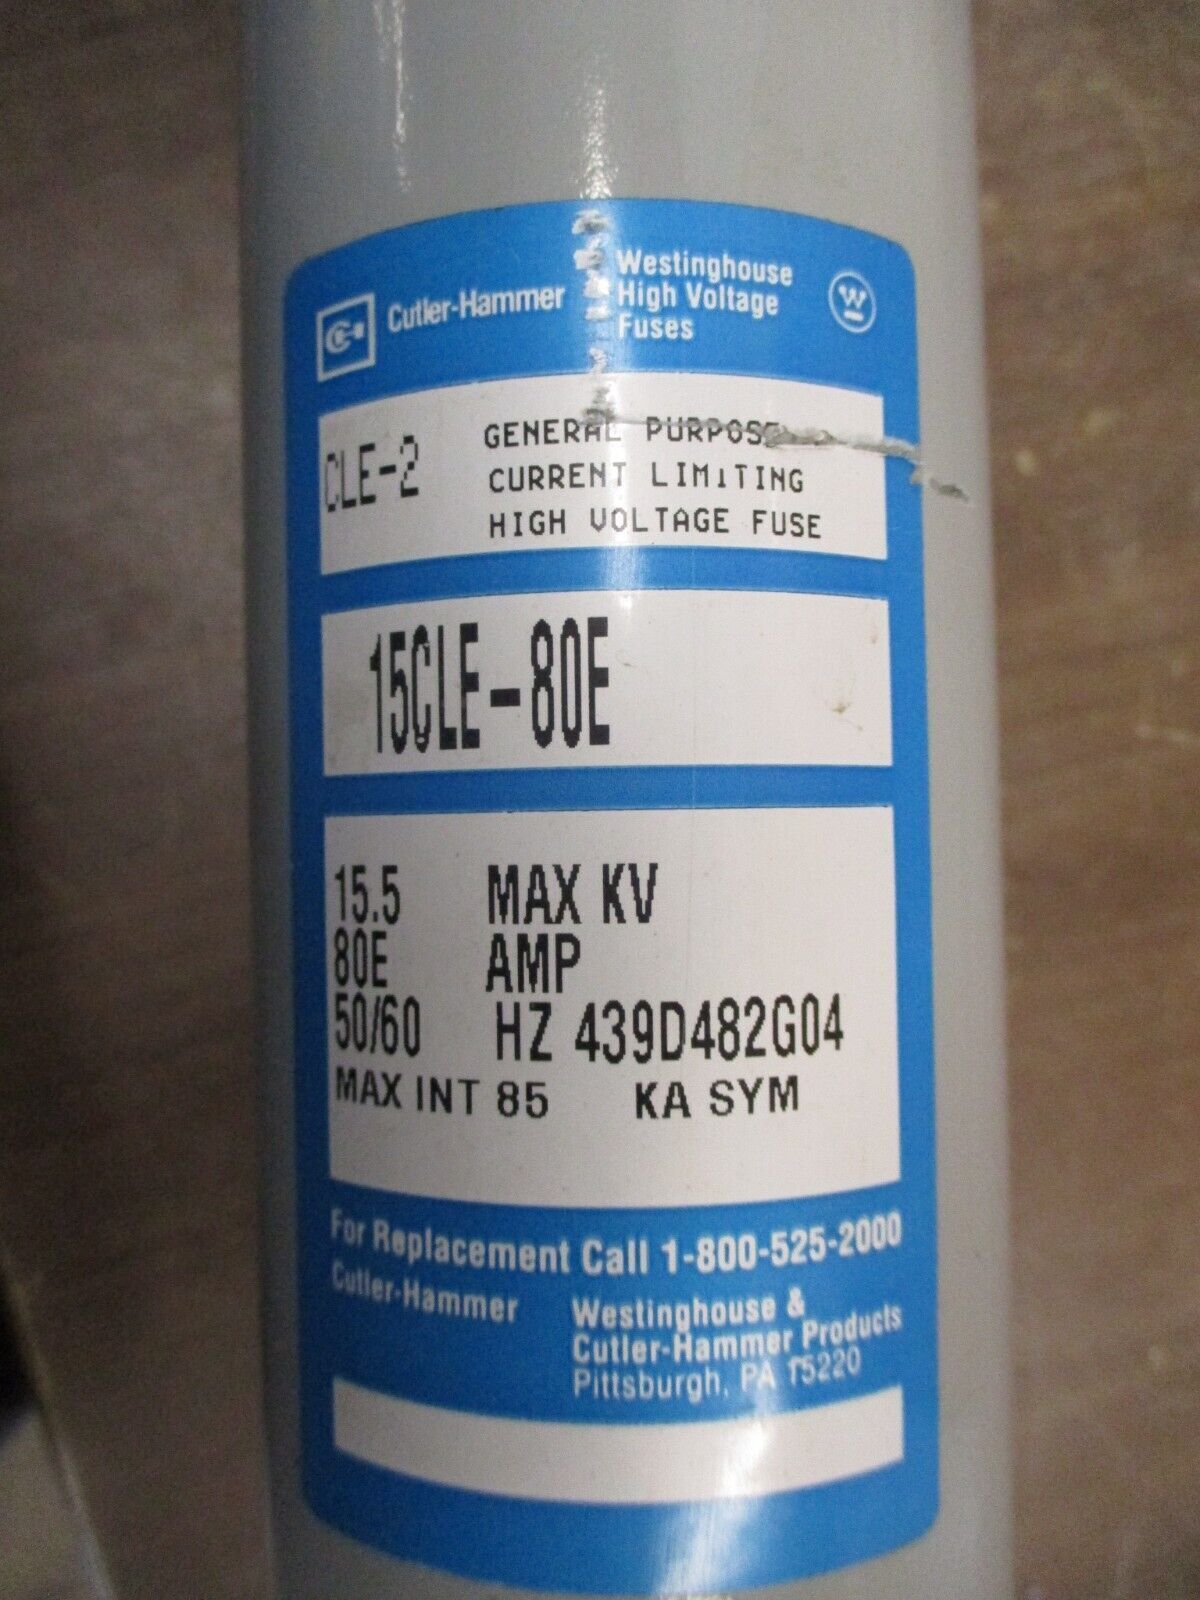 Cutler-Hammer
Westinghouse
High Voltage
Fuses
W
CLE-2
GENERAL PURPOSE
CURRENT LIMITING
HIGH VOLTAGE FUSE
15CLE-80E
15.5 MAX KV
80E AMP
50/60 HZ 439D482G04
MAX INT 85 KA SYM
For Replacement Call 1-800-525-2000
Cutler-Hammer
Westinghouse &
Cutler-Hammer Products
Pittsburgh, PA 15220